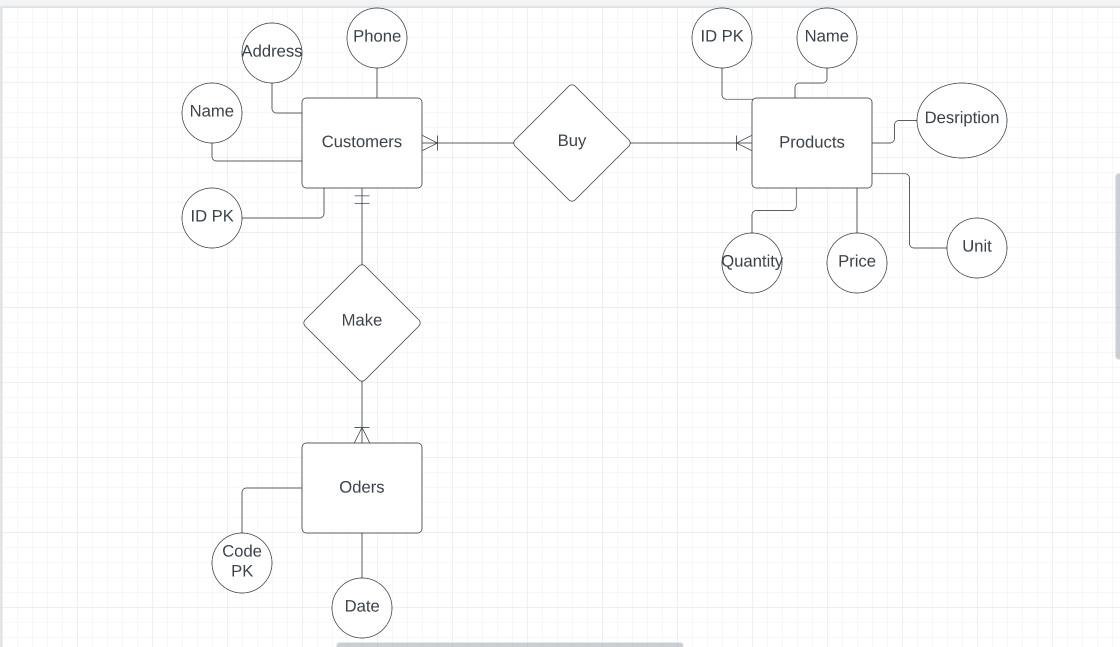 Phone
ID PK
Name
Address
Name
Desription
Customers
Buy
Products
ID PK
Unit
Quantity
Price
Make
Oders
Code
PK
Date